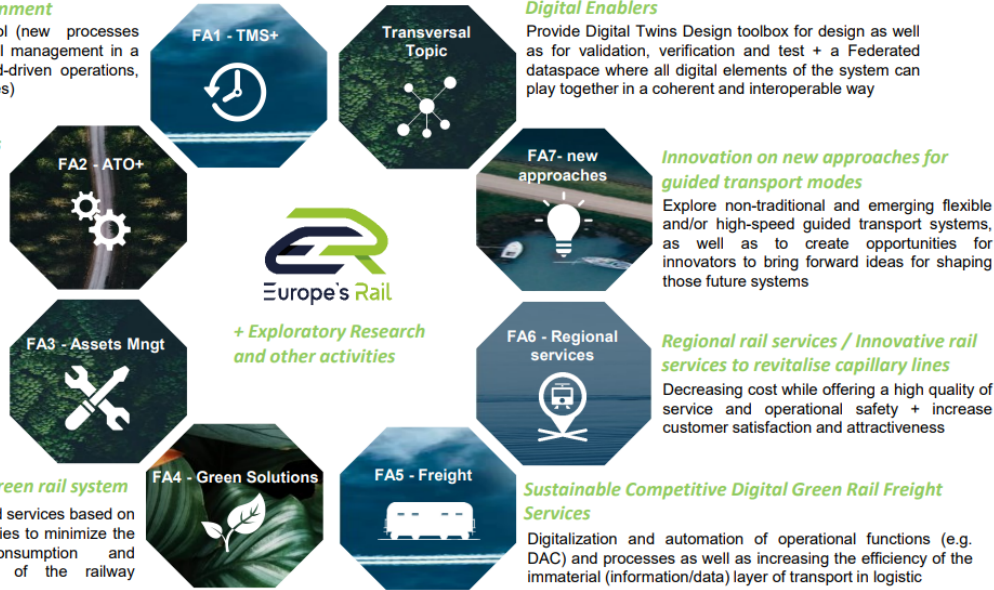 nment
ol (new processes
l management in a
d-driven operations,
es)
FA1 - TMS+
Transversal
Topic
Digital Enablers
Provide Digital Twins Design toolbox for design as well
as for validation, verification and test + a Federated
dataspace where all digital elements of the system can
play together in a coherent and interoperable way
s
FA2 - ATO+
FA7- new
approaches
Innovation on new approaches for
guided transport modes
Explore non-traditional and emerging flexible
and/or high-speed guided transport systems,
as well as to create opportunities for
innovators to bring forward ideas for shaping
those future systems
Europe's Rail
+ Exploratory Research
and other activities
FA3 - Assets Mngt
FA6 - Regional
services
Regional rail services / Innovative rail
services to revitalise capillary lines
Decreasing cost while offering a high quality of
service and operational safety + increase
customer satisfaction and attractiveness
reen rail system
d services based on
ies to minimize the
onsumption and
of the railway
FA4 - Green Solutions
FA5 - Freight
Sustainable Competitive Digital Green Rail Freight
Services
Digitalization and automation of operational functions (e.g.
DAC) and processes as well as increasing the efficiency of the
immaterial (information/data) layer of transport in logistic